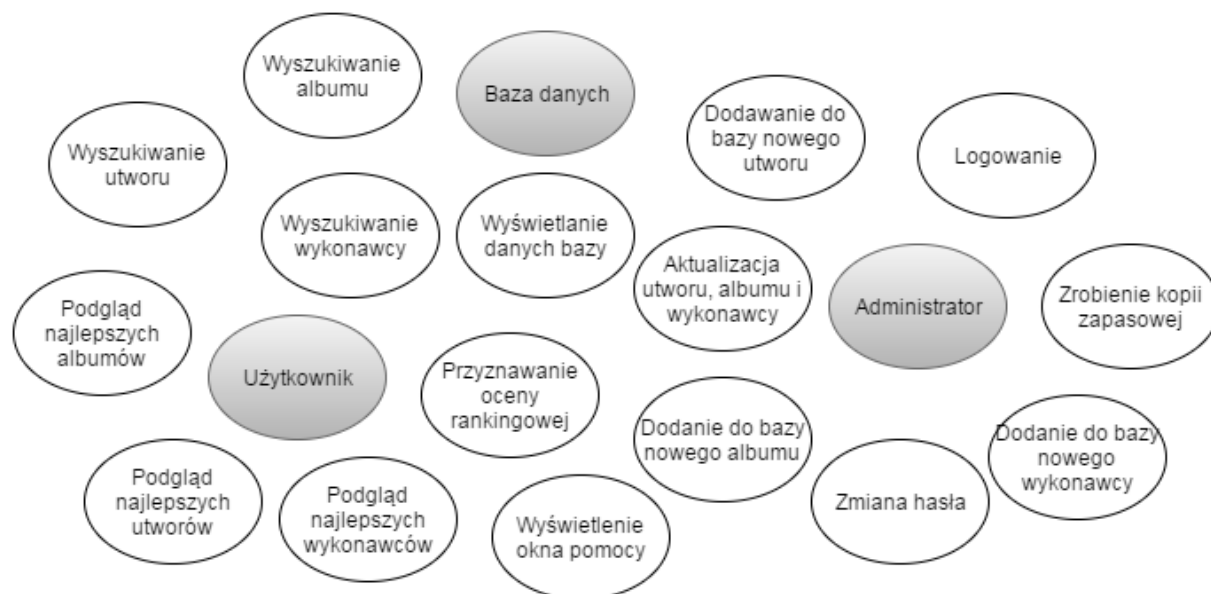 Wyszukiwanie
albumu
Baza danych
Dodawanie do
bazy nowego
utworu
Logowanie
Wyszukiwanie
utworu
Wyszukiwanie
wykonawcy
Wyświetlanie
danych bazy
Aktualizacja
utworu, albumu i
wykonawcy
Administrator
Zrobienie kopii
zapasowej
Podgląd
najlepszych
albumów
Użytkownik
Przyznawanie
oceny
rankingowej
Dodanie do bazy
nowego albumu
Dodanie do bazy
nowego
wykonawcy
Podgląd
najlepszych
utworów
Podgląd
najlepszych
wykonawców
Wyświetlenie
okna pomocy
Zmiana hasła